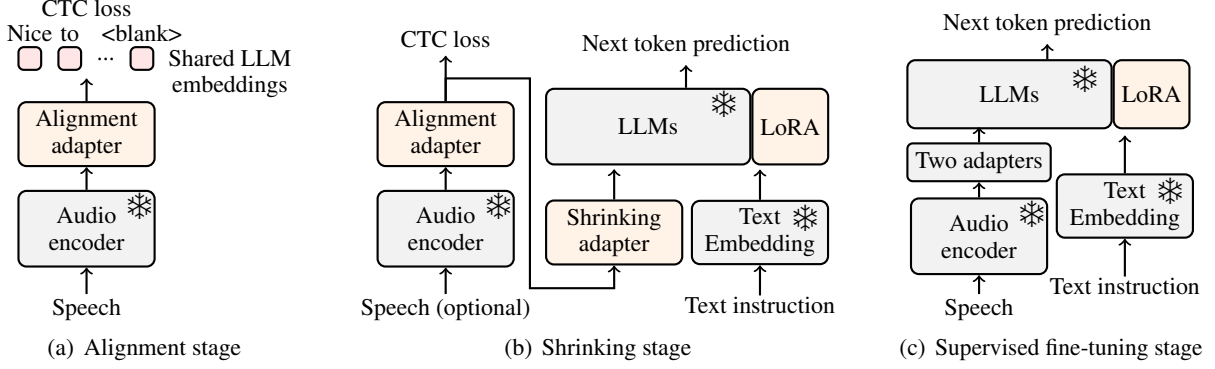 CTC loss
Nice to <blank>
...
Shared LLM
embeddings
Alignment
adapter
Audio
encoder
Speech
(a) Alignment stage
CTC loss
Next token prediction
Alignment
adapter
LLMs
LoRA
Audio
encoder
Shrinking
adapter
Text
Embedding
Speech (optional)
Text instruction
(b) Shrinking stage
Next token prediction
LLMs
LoRA
Two adapters
Audio
encoder
Text
Embedding
Speech
Text instruction
(c) Supervised fine-tuning stage